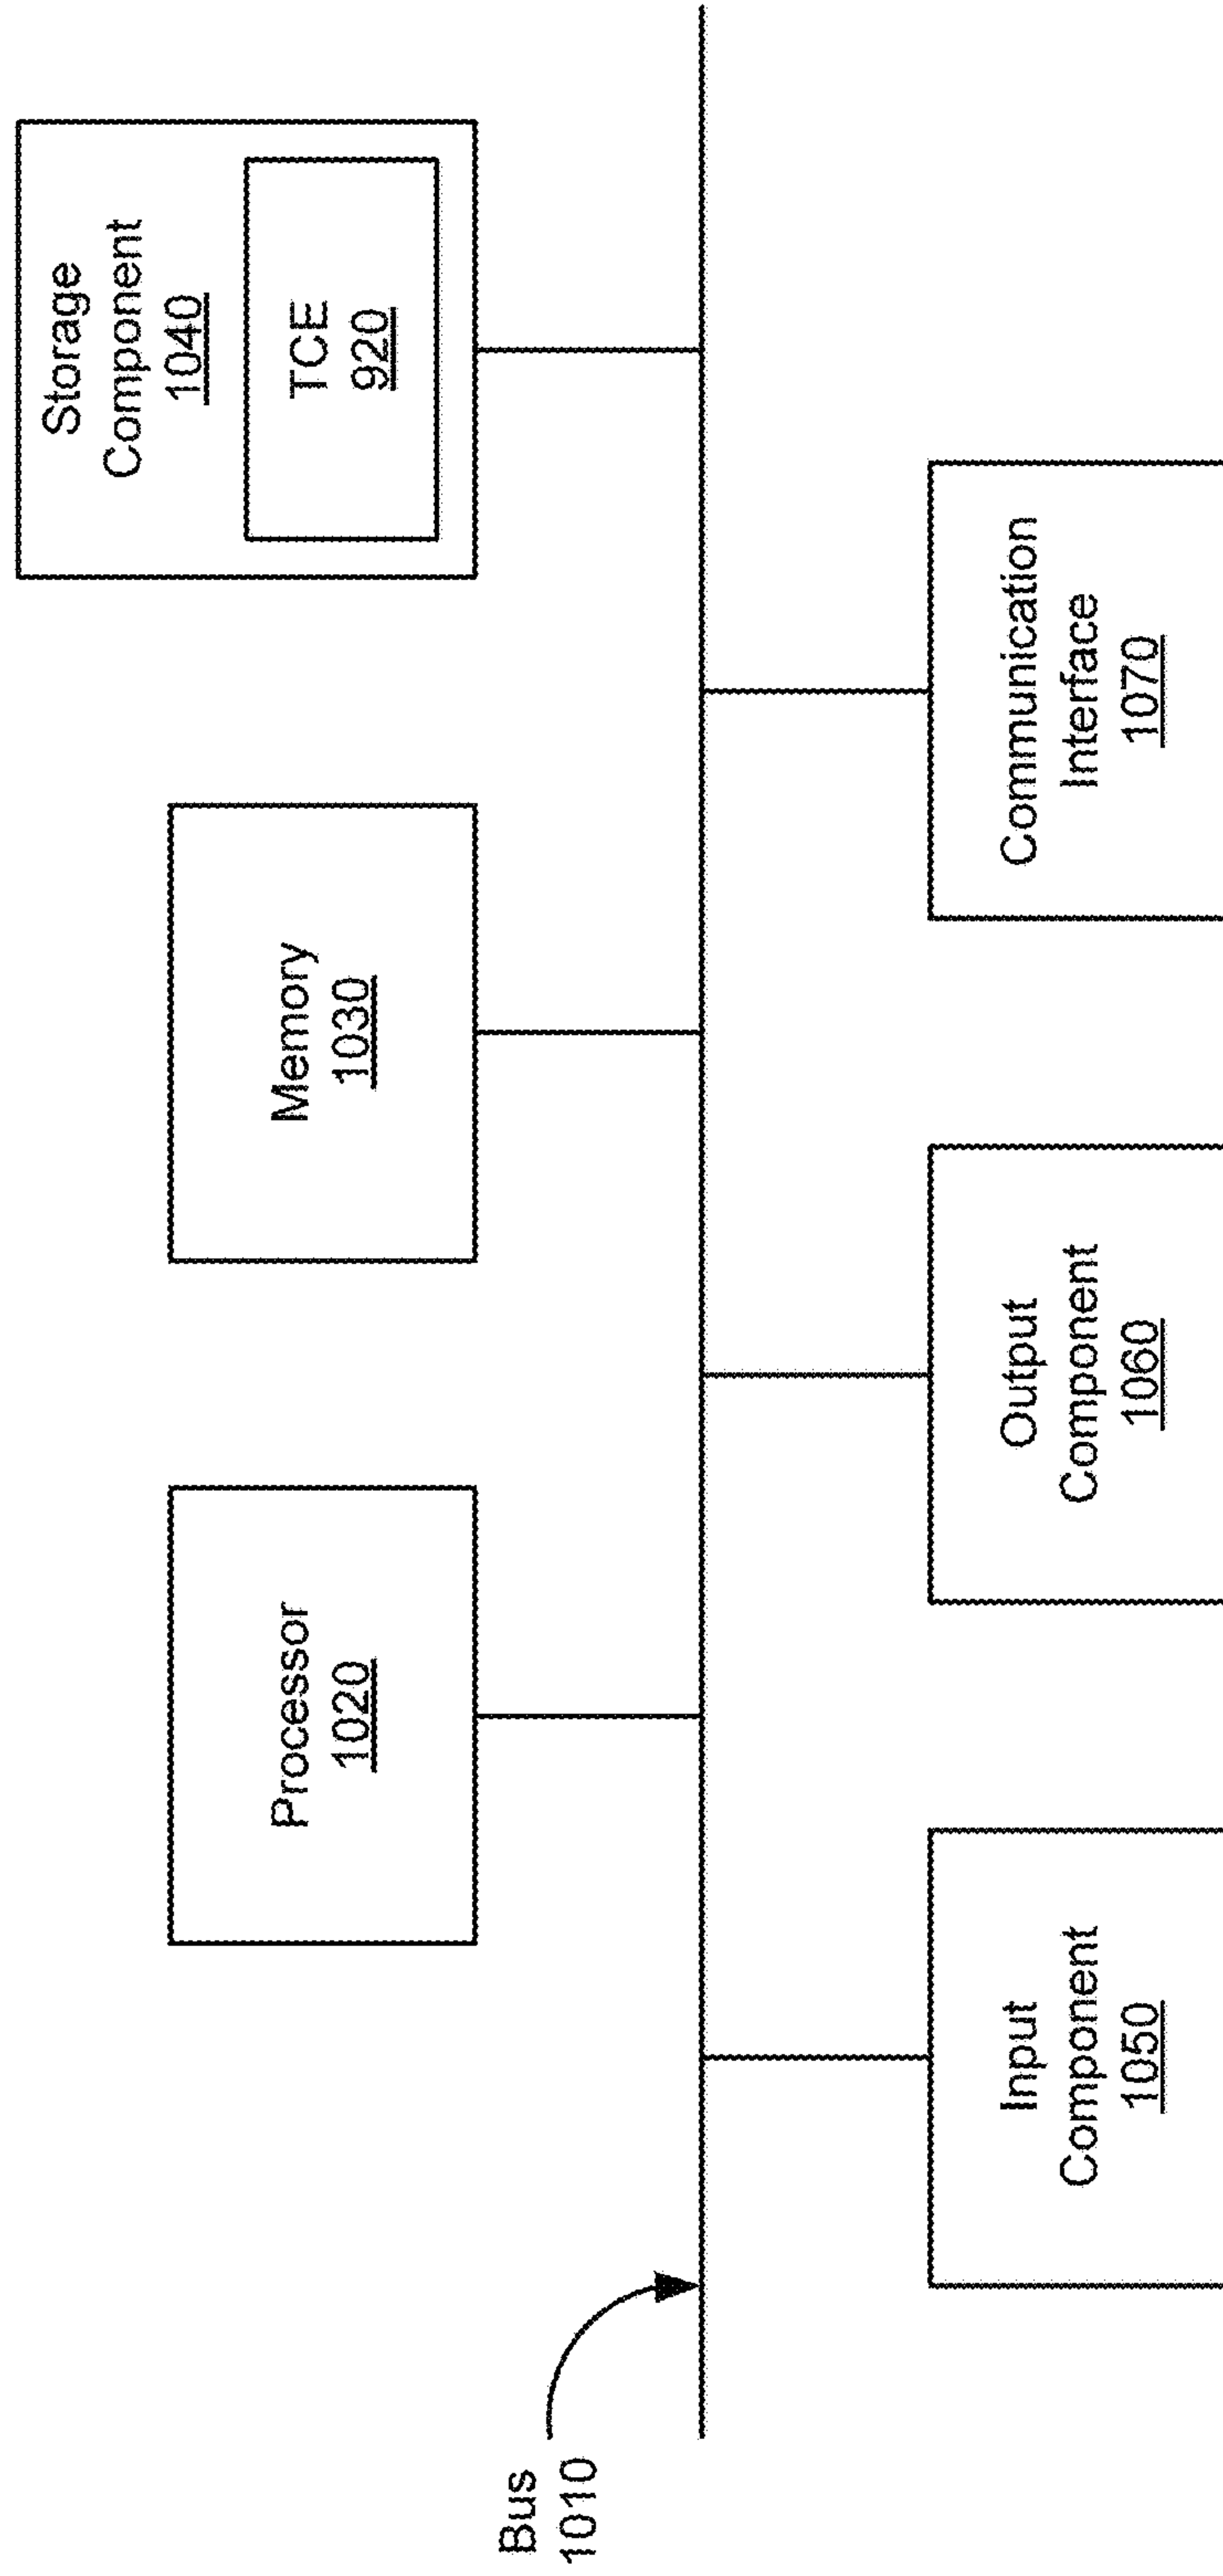 Storage
Component
1040
TCE
920
Memory
1030
Processor
1020
Bus
1010
Input
Component
1050
Output
Component
1060
Communication
Interface
1070